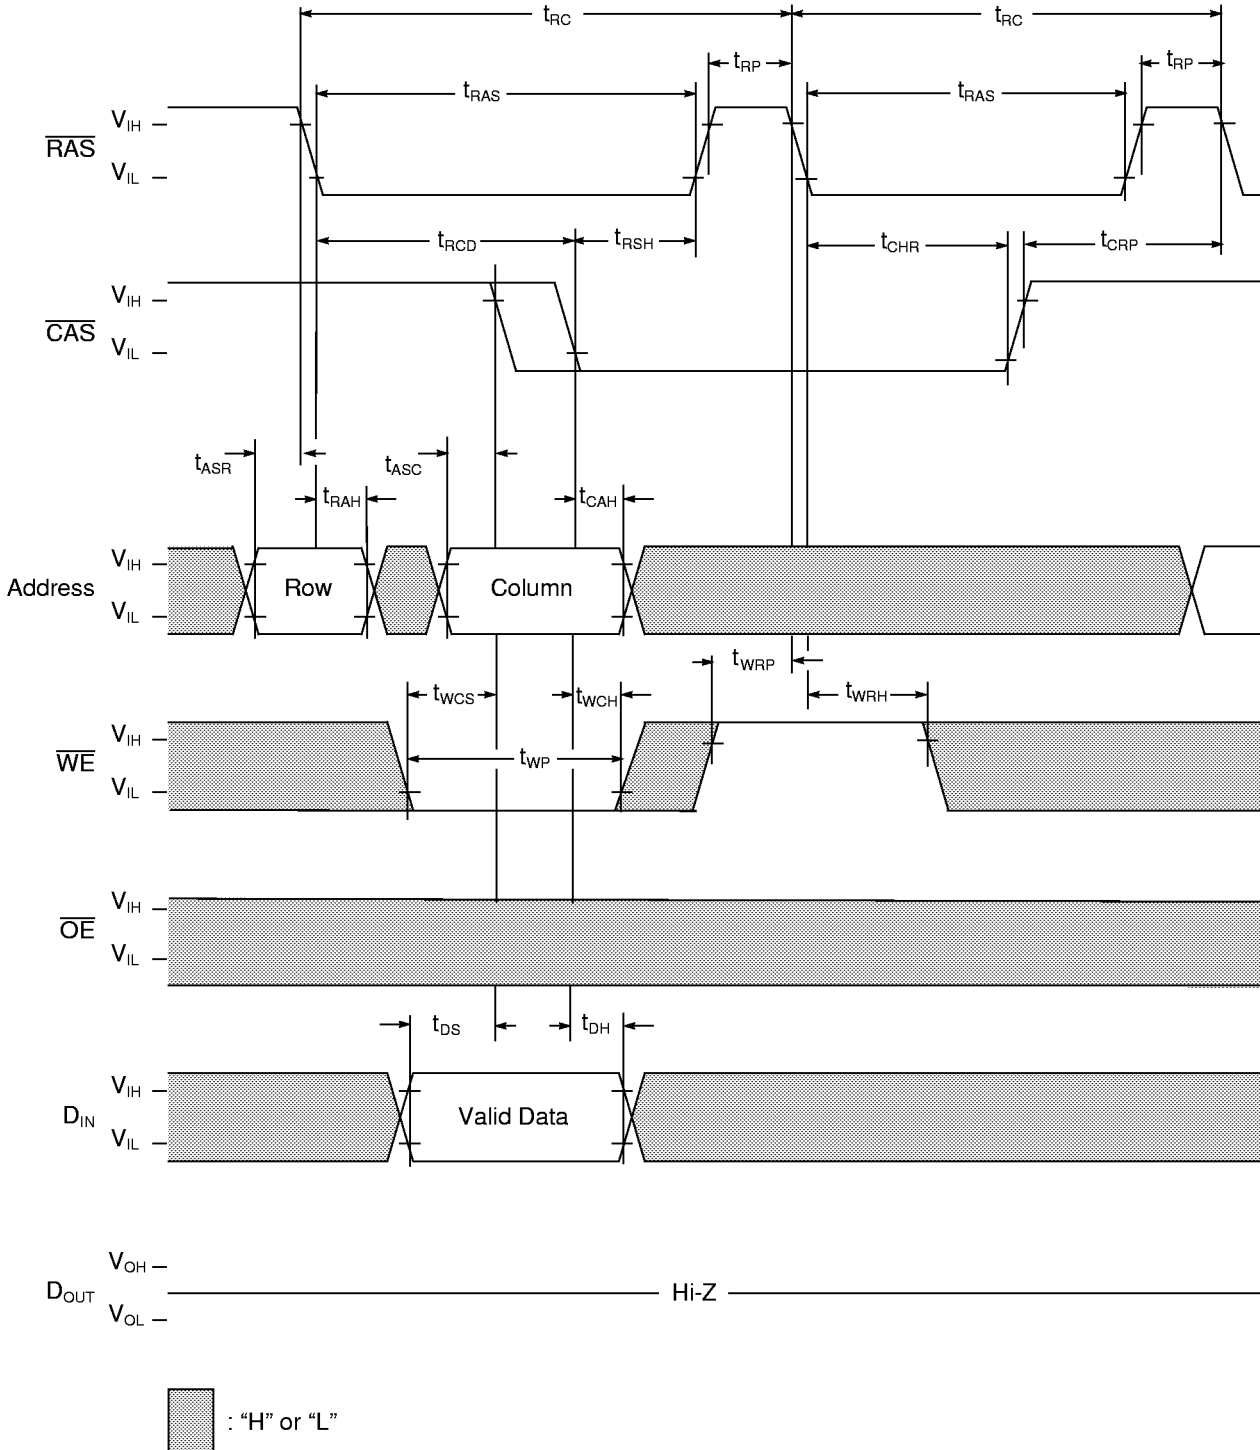 tRC tRC
tRP tRP
tRAS tRAS
VIH
RAS
VIL
tRCD tRSH tCHR tCRP
VIH
CAS
VIL
tASR tASC
tRAH tCAH
VIH
Address Row Column
VIL
tWRP
tWCS tWCH tWRH
VIH
WE tWP
VIL
VIH
OE
VIL
tDS tDH
VIH
DIN Valid Data
VIL
VOH
DOUT Hi-Z
VOL
: “H” or “L”